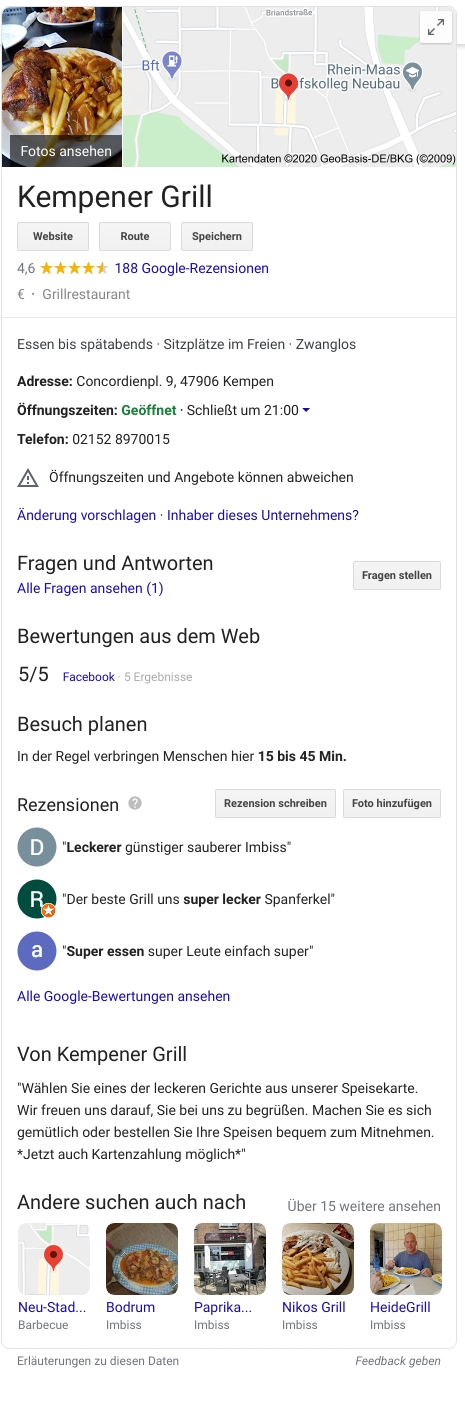 Briandstraße
Bft
Rhein-Maas
Berufskolleg Neubau
Fotos ansehen
Kartendaten ©2020 GeoBasis-DE/BKG (©2009)
Kempener Grill
Website
Route
Speichern
4,6 188 Google-Rezensionen
€ · Grillrestaurant
Essen bis spätabends · Sitzplätze im Freien · Zwanglos
Adresse: Concordienpl. 9, 47906 Kempen
Öffnungszeiten: Geöffnet · Schließt um 21:00
Telefon: 02152 8970015
Öffnungszeiten und Angebote können abweichen
Änderung vorschlagen · Inhaber dieses Unternehmens?
Fragen und Antworten
Alle Fragen ansehen (1)
Fragen stellen
Bewertungen aus dem Web
5/5 Facebook · 5 Ergebnisse
Besuch planen
In der Regel verbringen Menschen hier 15 bis 45 Min.
Rezensionen ?
Rezension schreiben
Foto hinzufügen
D "Leckerer günstiger sauberer Imbiss"
R "Der beste Grill uns super lecker Spanferkel"
a "Super essen super Leute einfach super"
Alle Google-Bewertungen ansehen
Von Kempener Grill
"Wählen Sie eines der leckeren Gerichte aus unserer Speisekarte.
Wir freuen uns darauf, Sie bei uns zu begrüßen. Machen Sie es sich
gemütlich oder bestellen Sie Ihre Speisen bequem zum Mitnehmen.
*Jetzt auch Kartenzahlung möglich*"
Andere suchen auch nach
Über 15 weitere ansehen
Neu-Stad...
Barbecue
Bodrum
Imbiss
Paprika...
Imbiss
Nikos Grill
Imbiss
HeideGrill
Imbiss
Erläuterungen zu diesen Daten
Feedback geben